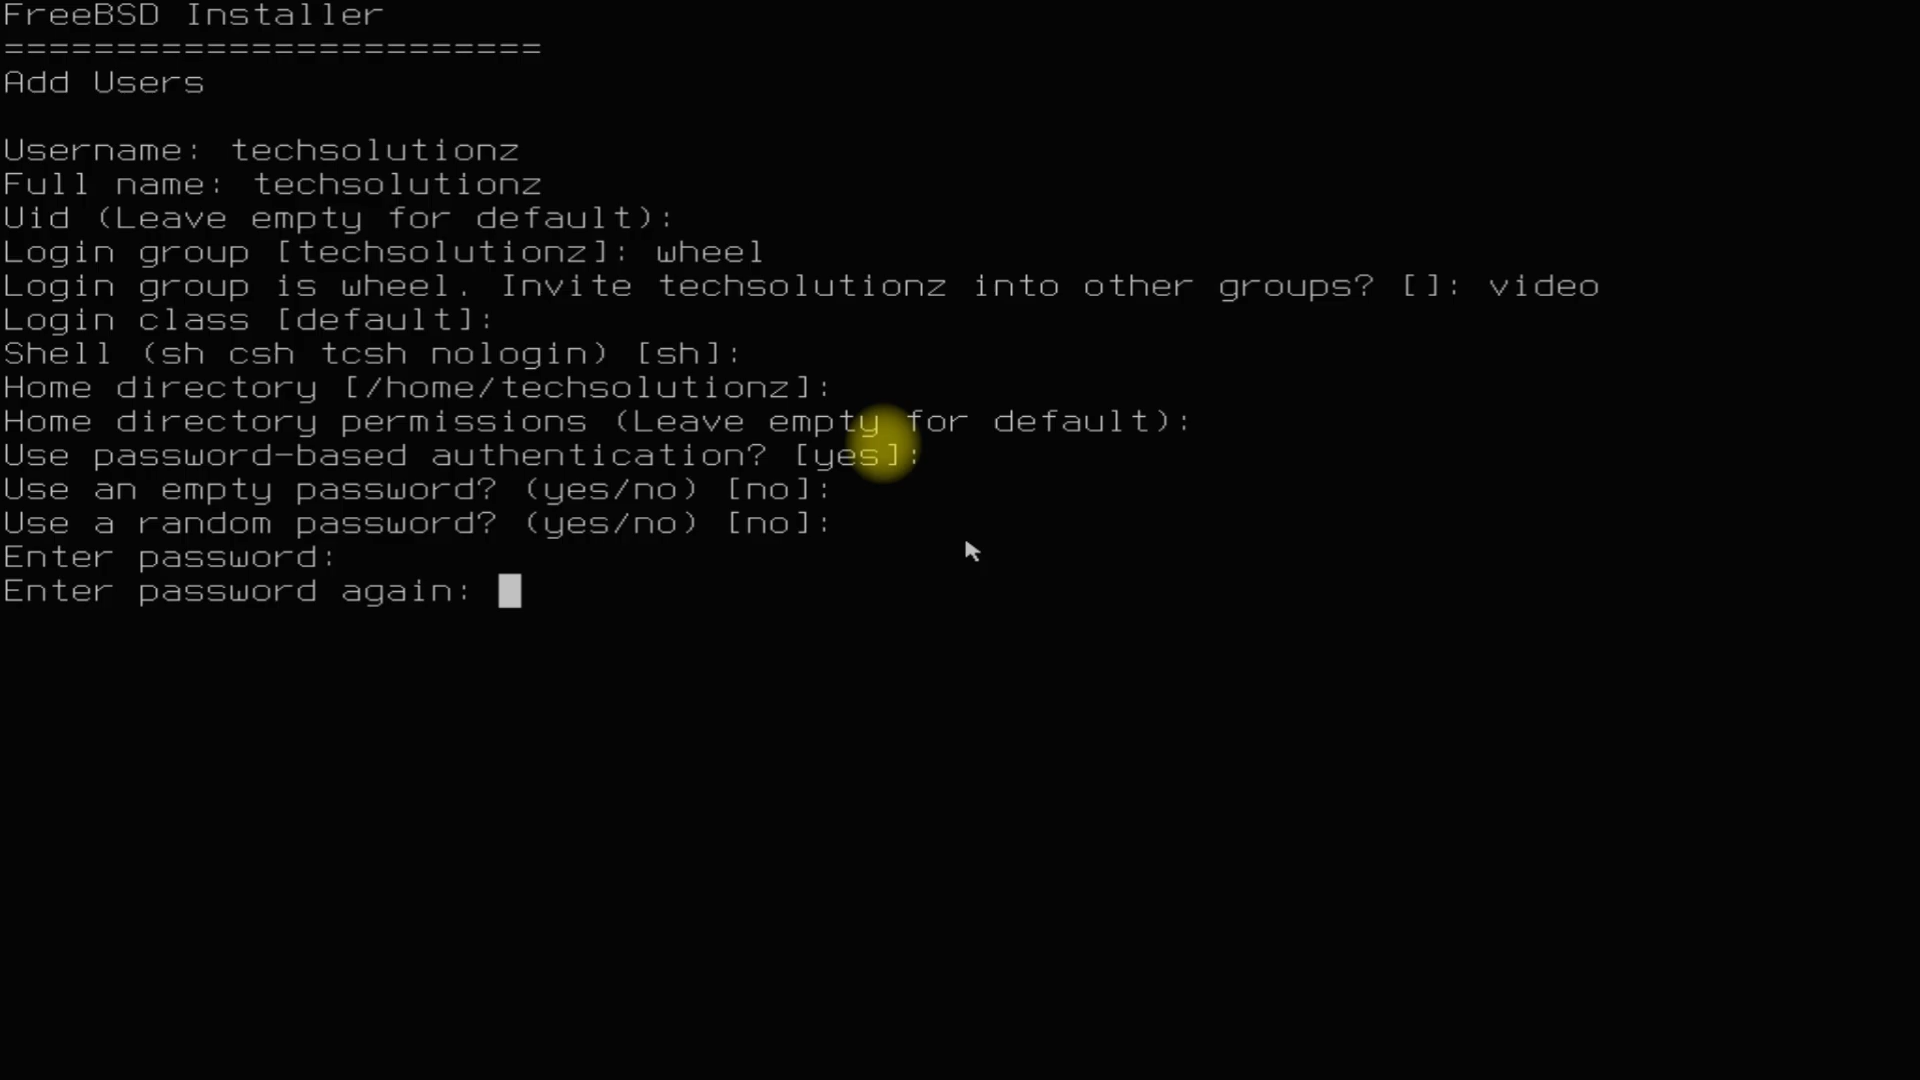 FreeBSD Installer
========================
Add Users
Username: techsolutionz
Full name: techsolutionz
Uid (Leave empty for default):
Login group [techsolutionz]: wheel
Login group is wheel. Invite techsolutionz into other groups? []: video
Login class [default]:
Shell (sh csh tcsh nologin) [sh]:
Home directory [/home/techsolutionz]:
Home directory permissions (Leave empty for default):
Use password-based authentication? [yes]:
Use an empty password? (yes/no) [no]:
Use a random password? (yes/no) [no]:
Enter password:
Enter password again: